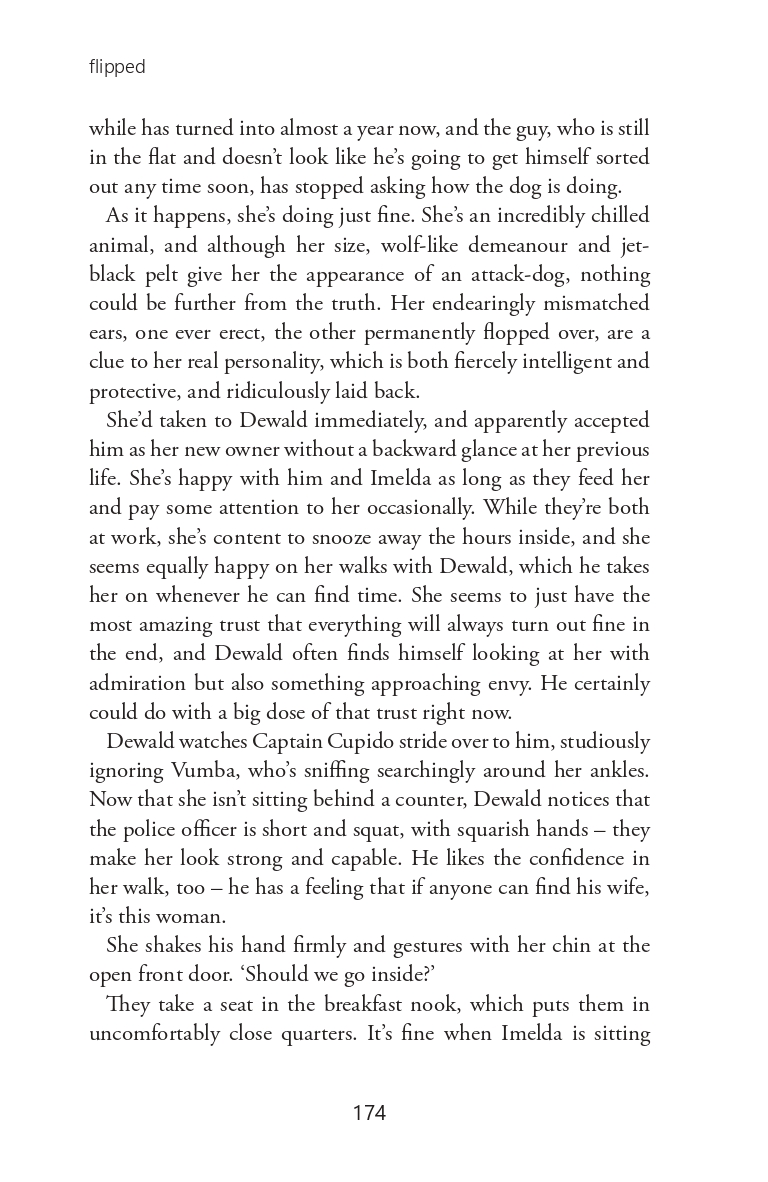 flipped
while has turned into almost a year now, and the guy, who is still
in the flat and doesn’t look like he’s going to get himself sorted
out any time soon, has stopped asking how the dog is doing.
As it happens, she’s doing just fine. She’s an incredibly chilled
animal, and although her size, wolf-like demeanour and jet-
black pelt give her the appearance of an attack-dog, nothing
could be further from the truth. Her endearingly mismatched
ears, one ever erect, the other permanently flopped over, are a
clue to her real personality, which is both fiercely intelligent and
protective, and ridiculously laid back.
She’d taken to Dewald immediately, and apparently accepted
him as her new owner without a backward glance at her previous
life. She’s happy with him and Imelda as long as they feed her
and pay some attention to her occasionally. While they’re both
at work, she’s content to snooze away the hours inside, and she
seems equally happy on her walks with Dewald, which he takes
her on whenever he can find time. She seems to just have the
most amazing trust that everything will always turn out fine in
the end, and Dewald often finds himself looking at her with
admiration but also something approaching envy. He certainly
could do with a big dose of that trust right now.
Dewald watches Captain Cupido stride over to him, studiously
ignoring Vumba, who’s sniffing searchingly around her ankles.
Now that she isn’t sitting behind a counter, Dewald notices that
the police officer is short and squat, with squarish hands – they
make her look strong and capable. He likes the confidence in
her walk, too – he has a feeling that if anyone can find his wife,
it’s this woman.
She shakes his hand firmly and gestures with her chin at the
open front door. ‘Should we go inside?’
They take a seat in the breakfast nook, which puts them in
uncomfortably close quarters. It’s fine when Imelda is sitting
174